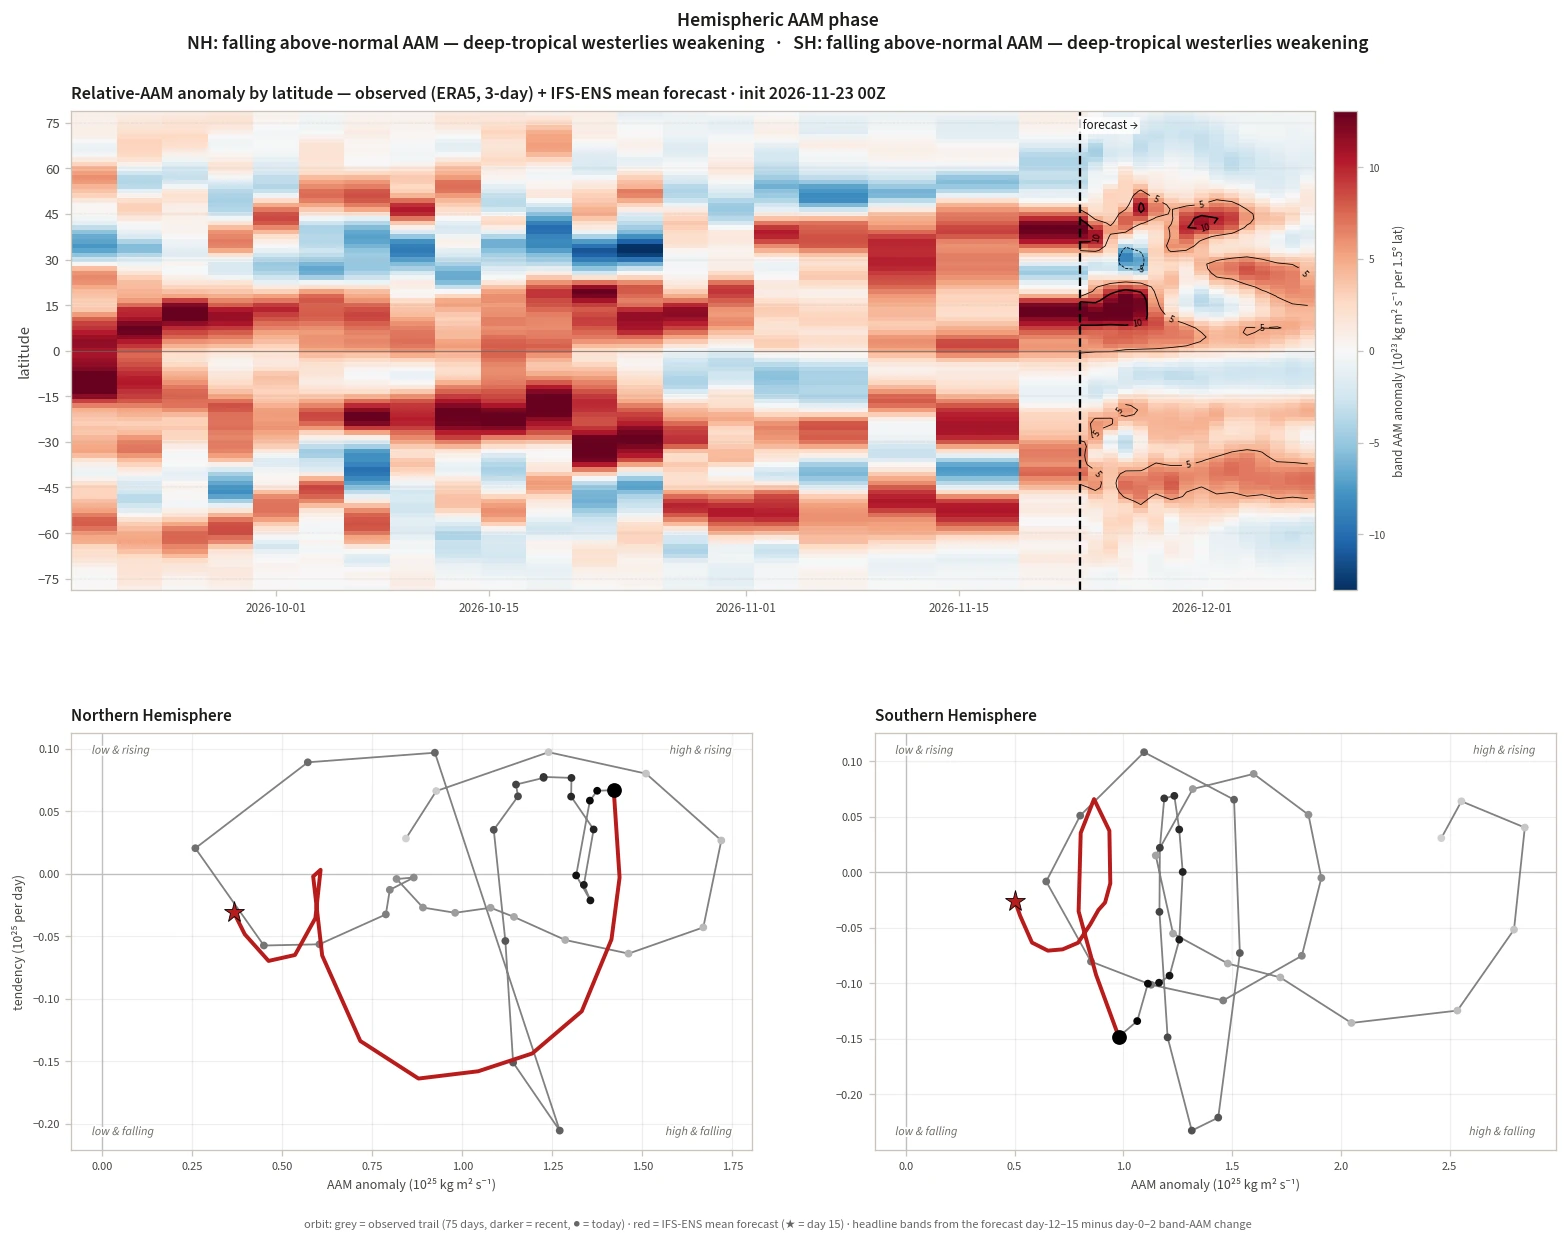 Hemispheric AAM phase
NH: falling above-normal AAM — deep-tropical westerlies weakening · SH: falling above-normal AAM — deep-tropical westerlies weakening
Relative-AAM anomaly by latitude — observed (ERA5, 3-day) + IFS-ENS mean forecast · init 2026-11-23 00Z
forecast →
latitude
75
60
45
30
15
0
−15
−30
−45
−60
−75
2026-10-01
2026-10-15
2026-11-01
2026-11-15
2026-12-01
10
5
0
−5
−10
band AAM anomaly (10²³ kg m² s⁻¹ per 1.5° lat)
Northern Hemisphere
low & rising
high & rising
low & falling
high & falling
0.10
0.05
0.00
−0.05
−0.10
−0.15
−0.20
tendency (10²⁵ per day)
0.00
0.25
0.50
0.75
1.00
1.25
1.50
1.75
AAM anomaly (10²⁵ kg m² s⁻¹)
Southern Hemisphere
low & rising
high & rising
low & falling
high & falling
0.10
0.05
0.00
−0.05
−0.10
−0.15
−0.20
0.0
0.5
1.0
1.5
2.0
2.5
AAM anomaly (10²⁵ kg m² s⁻¹)
orbit: grey = observed trail (75 days, darker = recent, ● = today) · red = IFS-ENS mean forecast (★ = day 15) · headline bands from the forecast day-12–15 minus day-0–2 band-AAM change